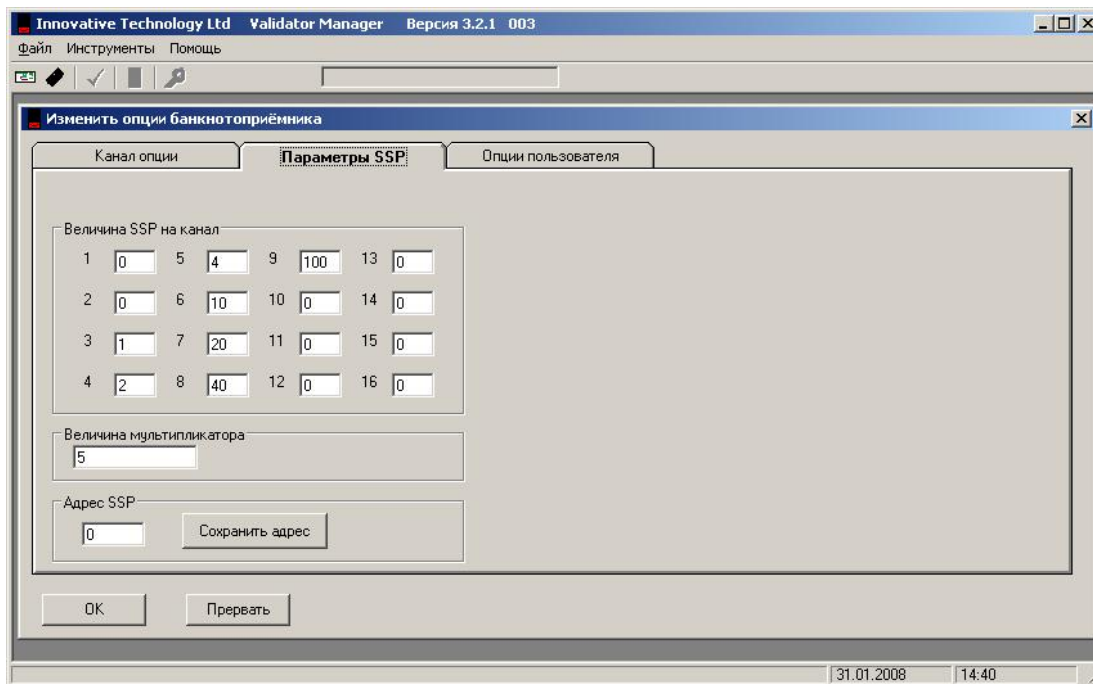 Innovative Technology Ltd Validator Manager Версия 3.2.1 003
Файл Инструменты Помощь
Изменить опции банкнотоприёмника
Канал опции Параметры SSP Опции пользователя
Величина SSP на канал
1 0 5 4 9 100 13 0
2 0 6 10 10 0 14 0
3 1 7 20 11 0 15 0
4 2 8 40 12 0 16 0
Величина мультипликатора
5
Адрес SSP
0 Сохранить адрес
OK Прервать
31.01.2008 14:40